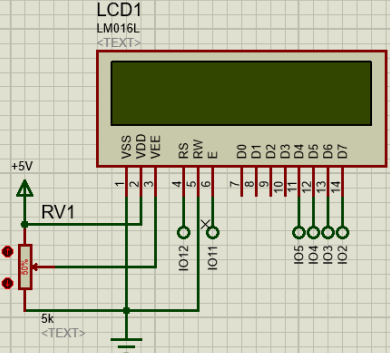 LCD1
LM016L
<TEXT>
VSS
VDD
VEE
RS
RW
E
D0
D1
D2
D3
D4
D5
D6
D7
1
2
3
4
5
6
7
8
9
10
11
12
13
14
+5V
RV1
50%
IO12
IO11
IO5
IO4
IO3
IO2
5k
<TEXT>